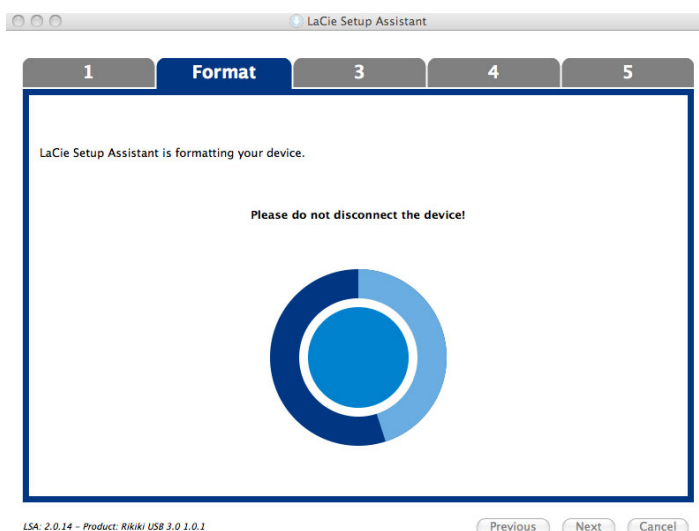 LaCie Setup Assistant
1 Format 3 4 5
LaCie Setup Assistant is formatting your device.
Please do not disconnect the device!
LSA: 2.0.14 – Product: Rikiki USB 3.0 1.0.1
Previous Next Cancel